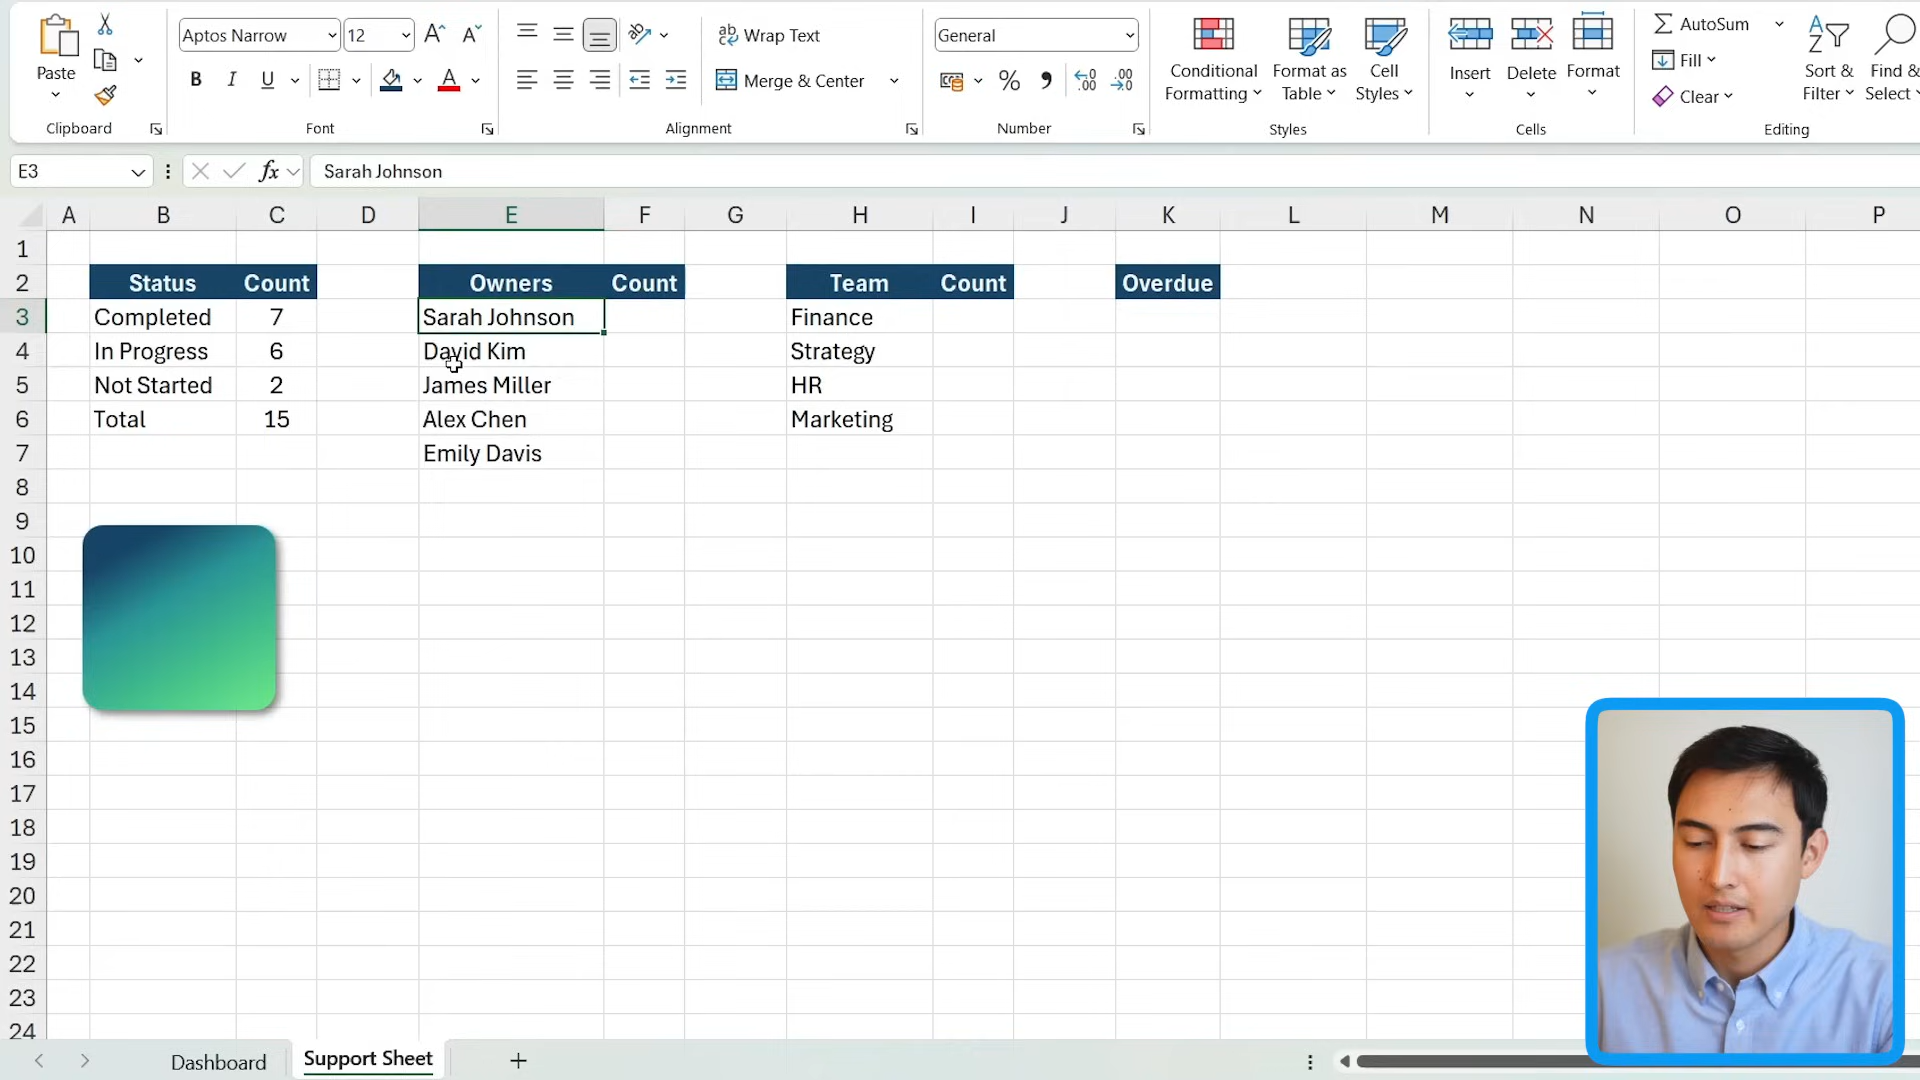 Paste
Clipboard
Aptos Narrow
12
B
I
U
A
Font
Wrap Text
Merge & Center
Alignment
General
Number
Conditional
Formatting
Format as
Table
Cell
Styles
Styles
Insert
Delete
Format
Cells
AutoSum
Fill
Clear
Sort &
Filter
Find &
Select
Editing
E3
fx
Sarah Johnson
A B C D E F G H I J K L M N O P
1
2 Status Count Owners Count Team Count Overdue
3 Completed 7 Sarah Johnson Finance
4 In Progress 6 David Kim Strategy
5 Not Started 2 James Miller HR
6 Total 15 Alex Chen Marketing
7 Emily Davis
8
9
10
11
12
13
14
15
16
17
18
19
20
21
22
23
24
Dashboard
Support Sheet